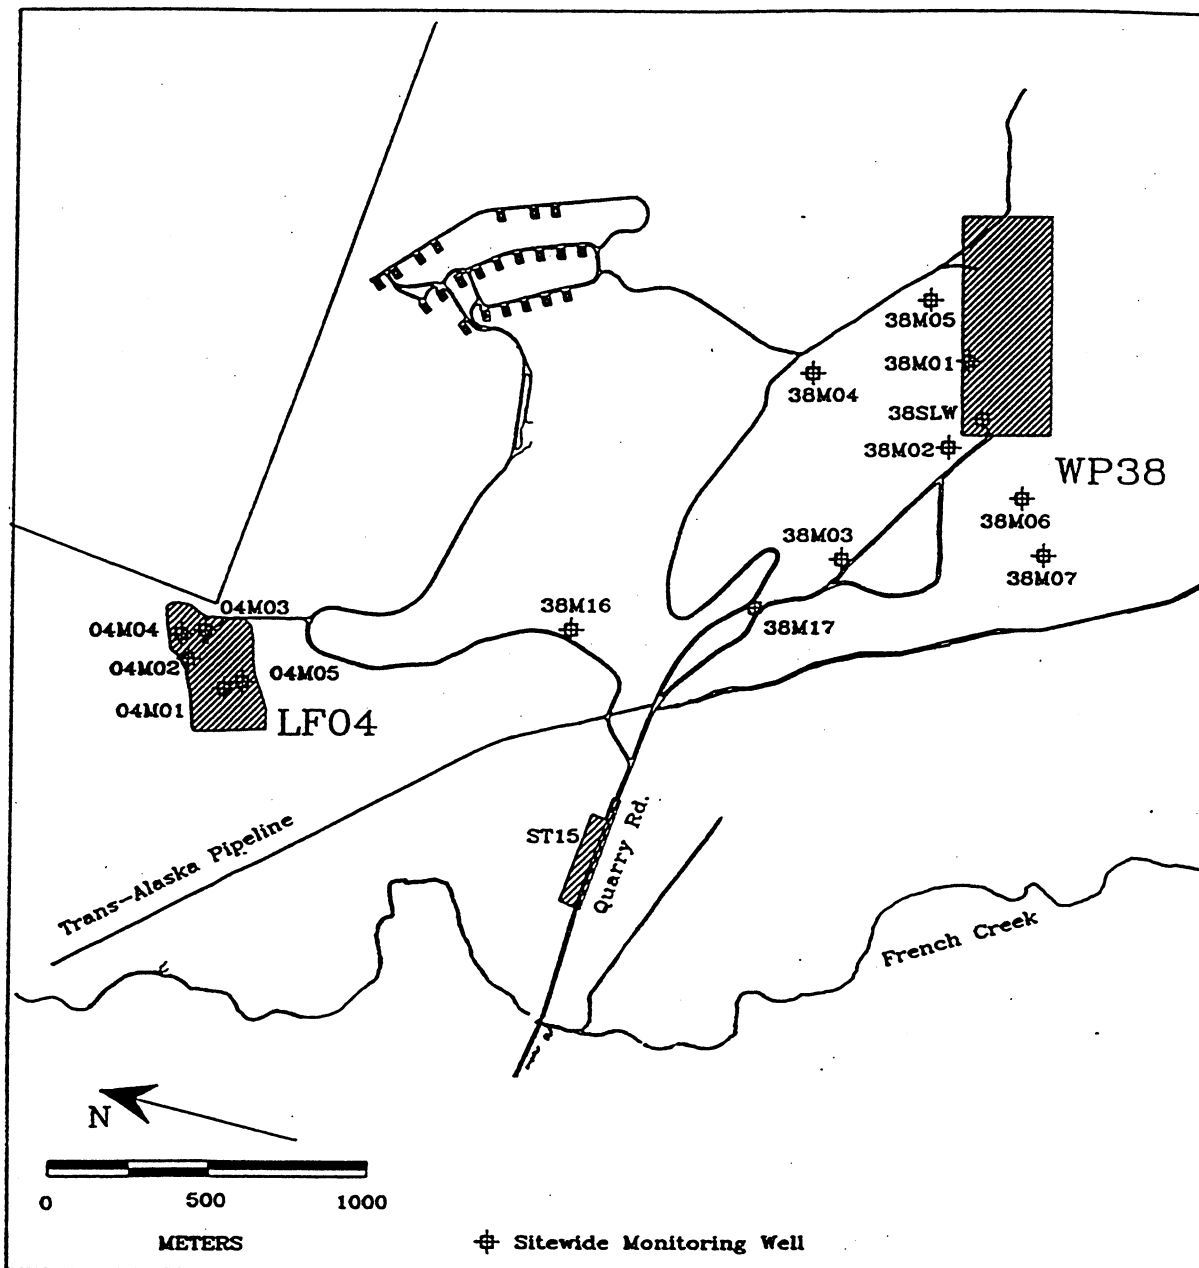 38M05
38M01
38M04
38SLW
38M02
WP38
38M06
38M03
38M07
04M03
38M16
04M04
38M17
04M02
04M05
04M01
LF04
ST15
Quarry Rd.
Trans-Alaska Pipeline
French Creek
N
0 500 1000
METERS
Sitewide Monitoring Well